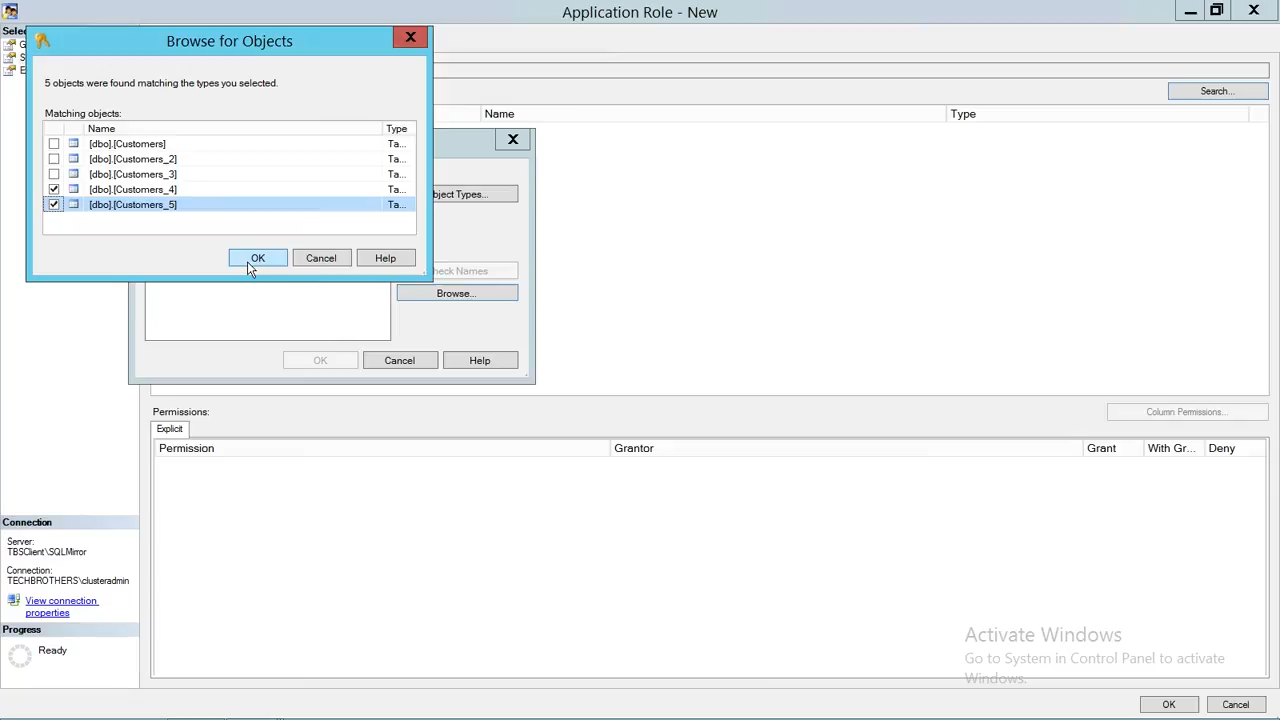 Application Role - New
Selec
Browse for Objects
5 objects were found matching the types you selected.
Matching objects:
Name
Type
[dbo].[Customers]
Ta...
[dbo].[Customers_2]
Ta...
[dbo].[Customers_3]
Ta...
[dbo].[Customers_4]
Ta...
[dbo].[Customers_5]
Ta...
OK
Cancel
Help
Search...
Name
Type
bject Types...
heck Names
Browse...
OK
Cancel
Help
Permissions:
Column Permissions...
Explicit
Permission
Grantor
Grant
With Gr...
Deny
Connection
Server:
TBSClient\SQLMirror
Connection:
TECHBROTHERS\clusteradmin
View connection
properties
Progress
Ready
Activate Windows
Go to System in Control Panel to activate
Windows.
OK
Cancel